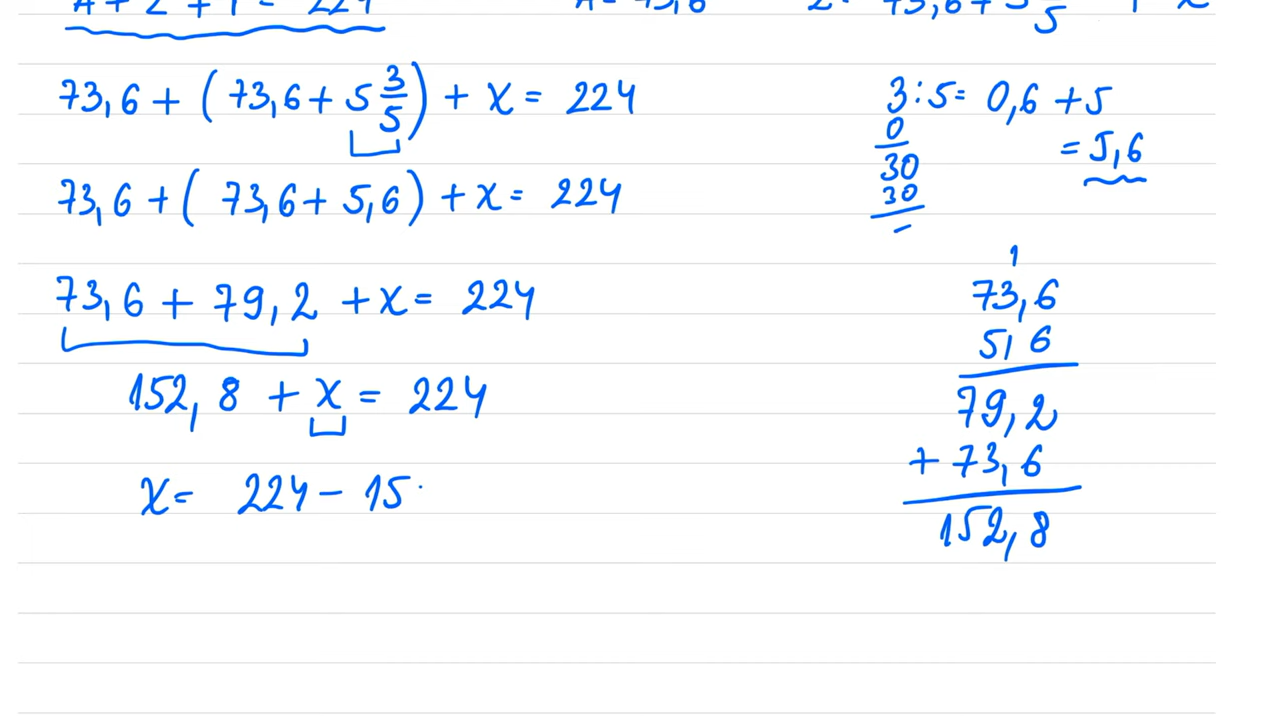 73,6 + (73,6 + 5 3/5) + x = 224
73,6 + ( 73,6 + 5,6) + x = 224
73,6 + 79,2 + x = 224
152,8 + x = 224
x = 224 - 15
3:5= 0,6 + 5
0
= 5,6
30
30
-
1
73,6
5,6
79,2
+ 73,6
152,8